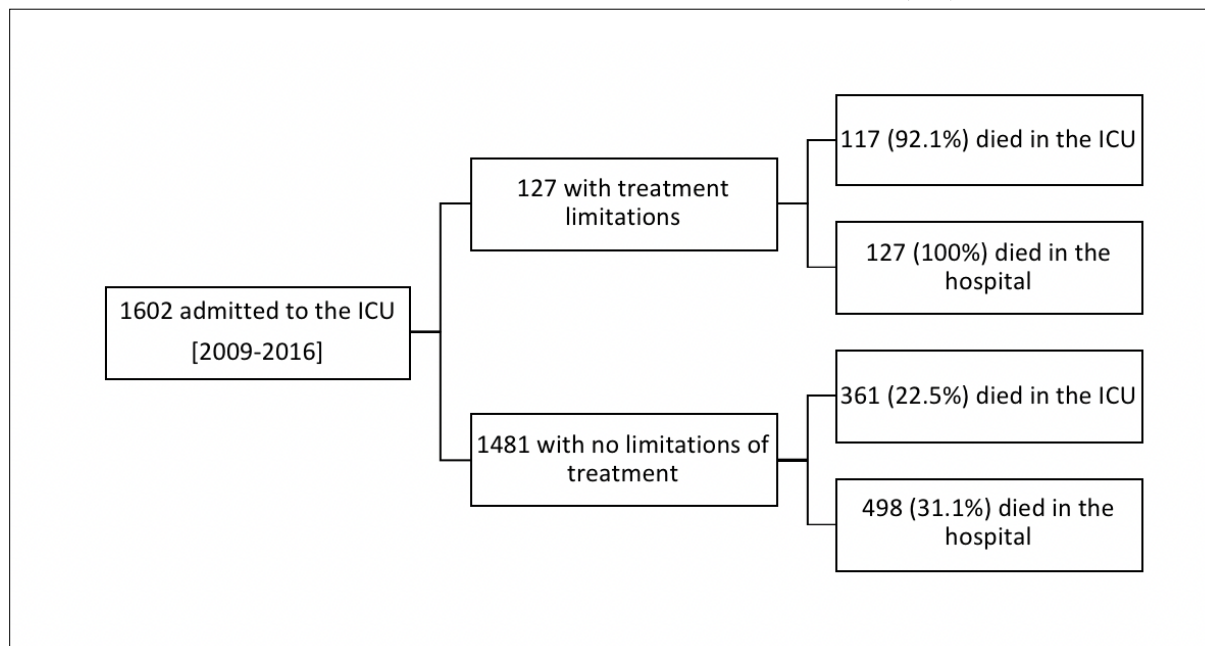 1602 admitted to the ICU
[2009-2016]
127 with treatment
limitations
117 (92.1%) died in the ICU
127 (100%) died in the
hospital
1481 with no limitations of
treatment
361 (22.5%) died in the ICU
498 (31.1%) died in the
hospital